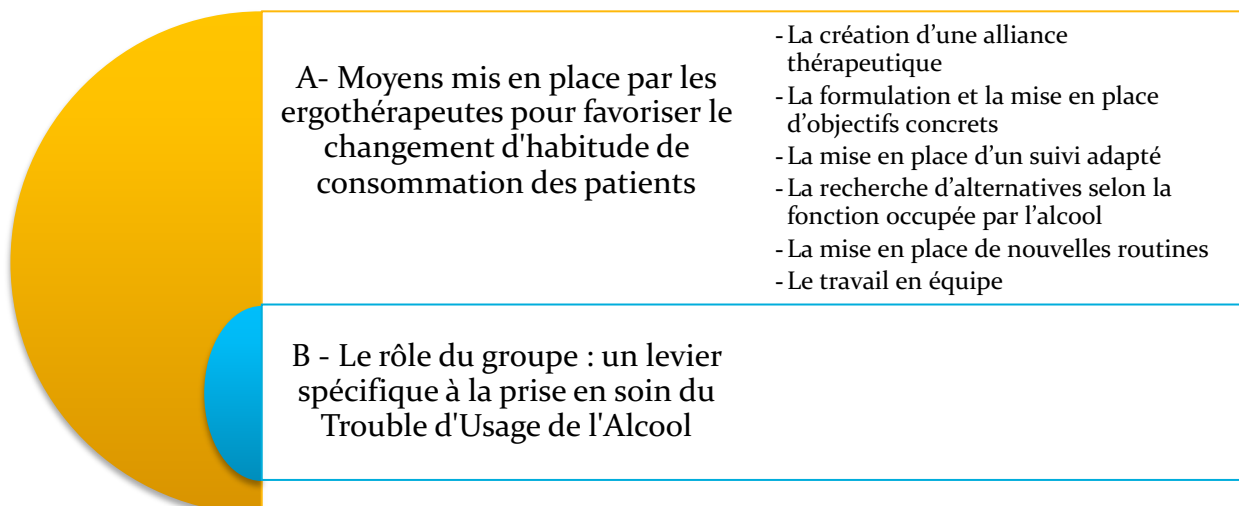 A- Moyens mis en place par les
ergothérapeutes pour favoriser le
changement d'habitude de
consommation des patients
- La création d’une alliance
thérapeutique
- La formulation et la mise en place
d’objectifs concrets
- La mise en place d’un suivi adapté
- La recherche d’alternatives selon la
fonction occupée par l’alcool
- La mise en place de nouvelles routines
- Le travail en équipe
B - Le rôle du groupe : un levier
spécifique à la prise en soin du
Trouble d'Usage de l'Alcool